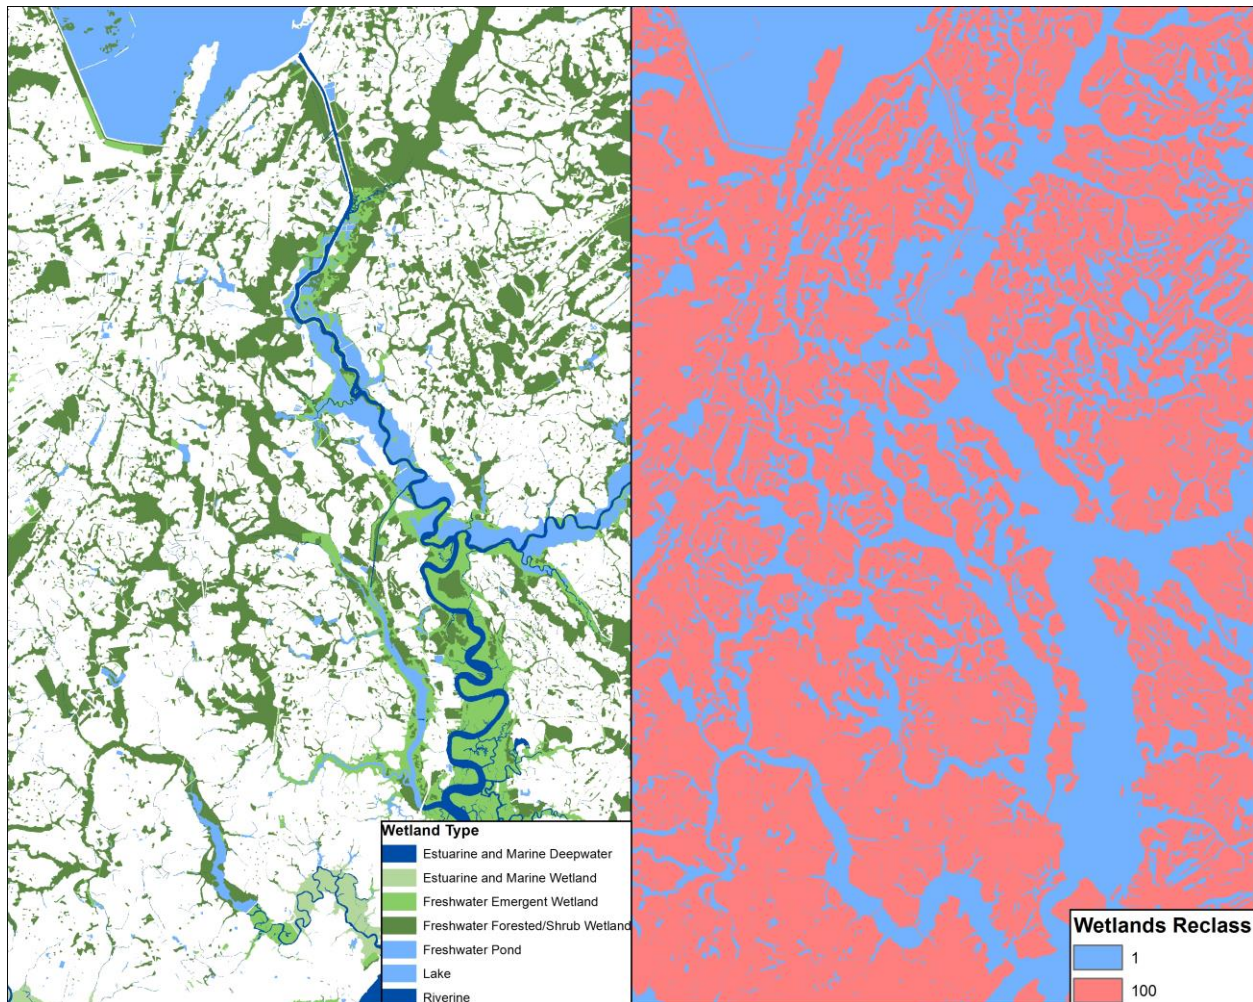 Wetland Type
Estuarine and Marine Deepwater
Estuarine and Marine Wetland
Freshwater Emergent Wetland
Freshwater Forested/Shrub Wetland
Freshwater Pond
Lake
Riverine
Wetlands Reclass
1
100